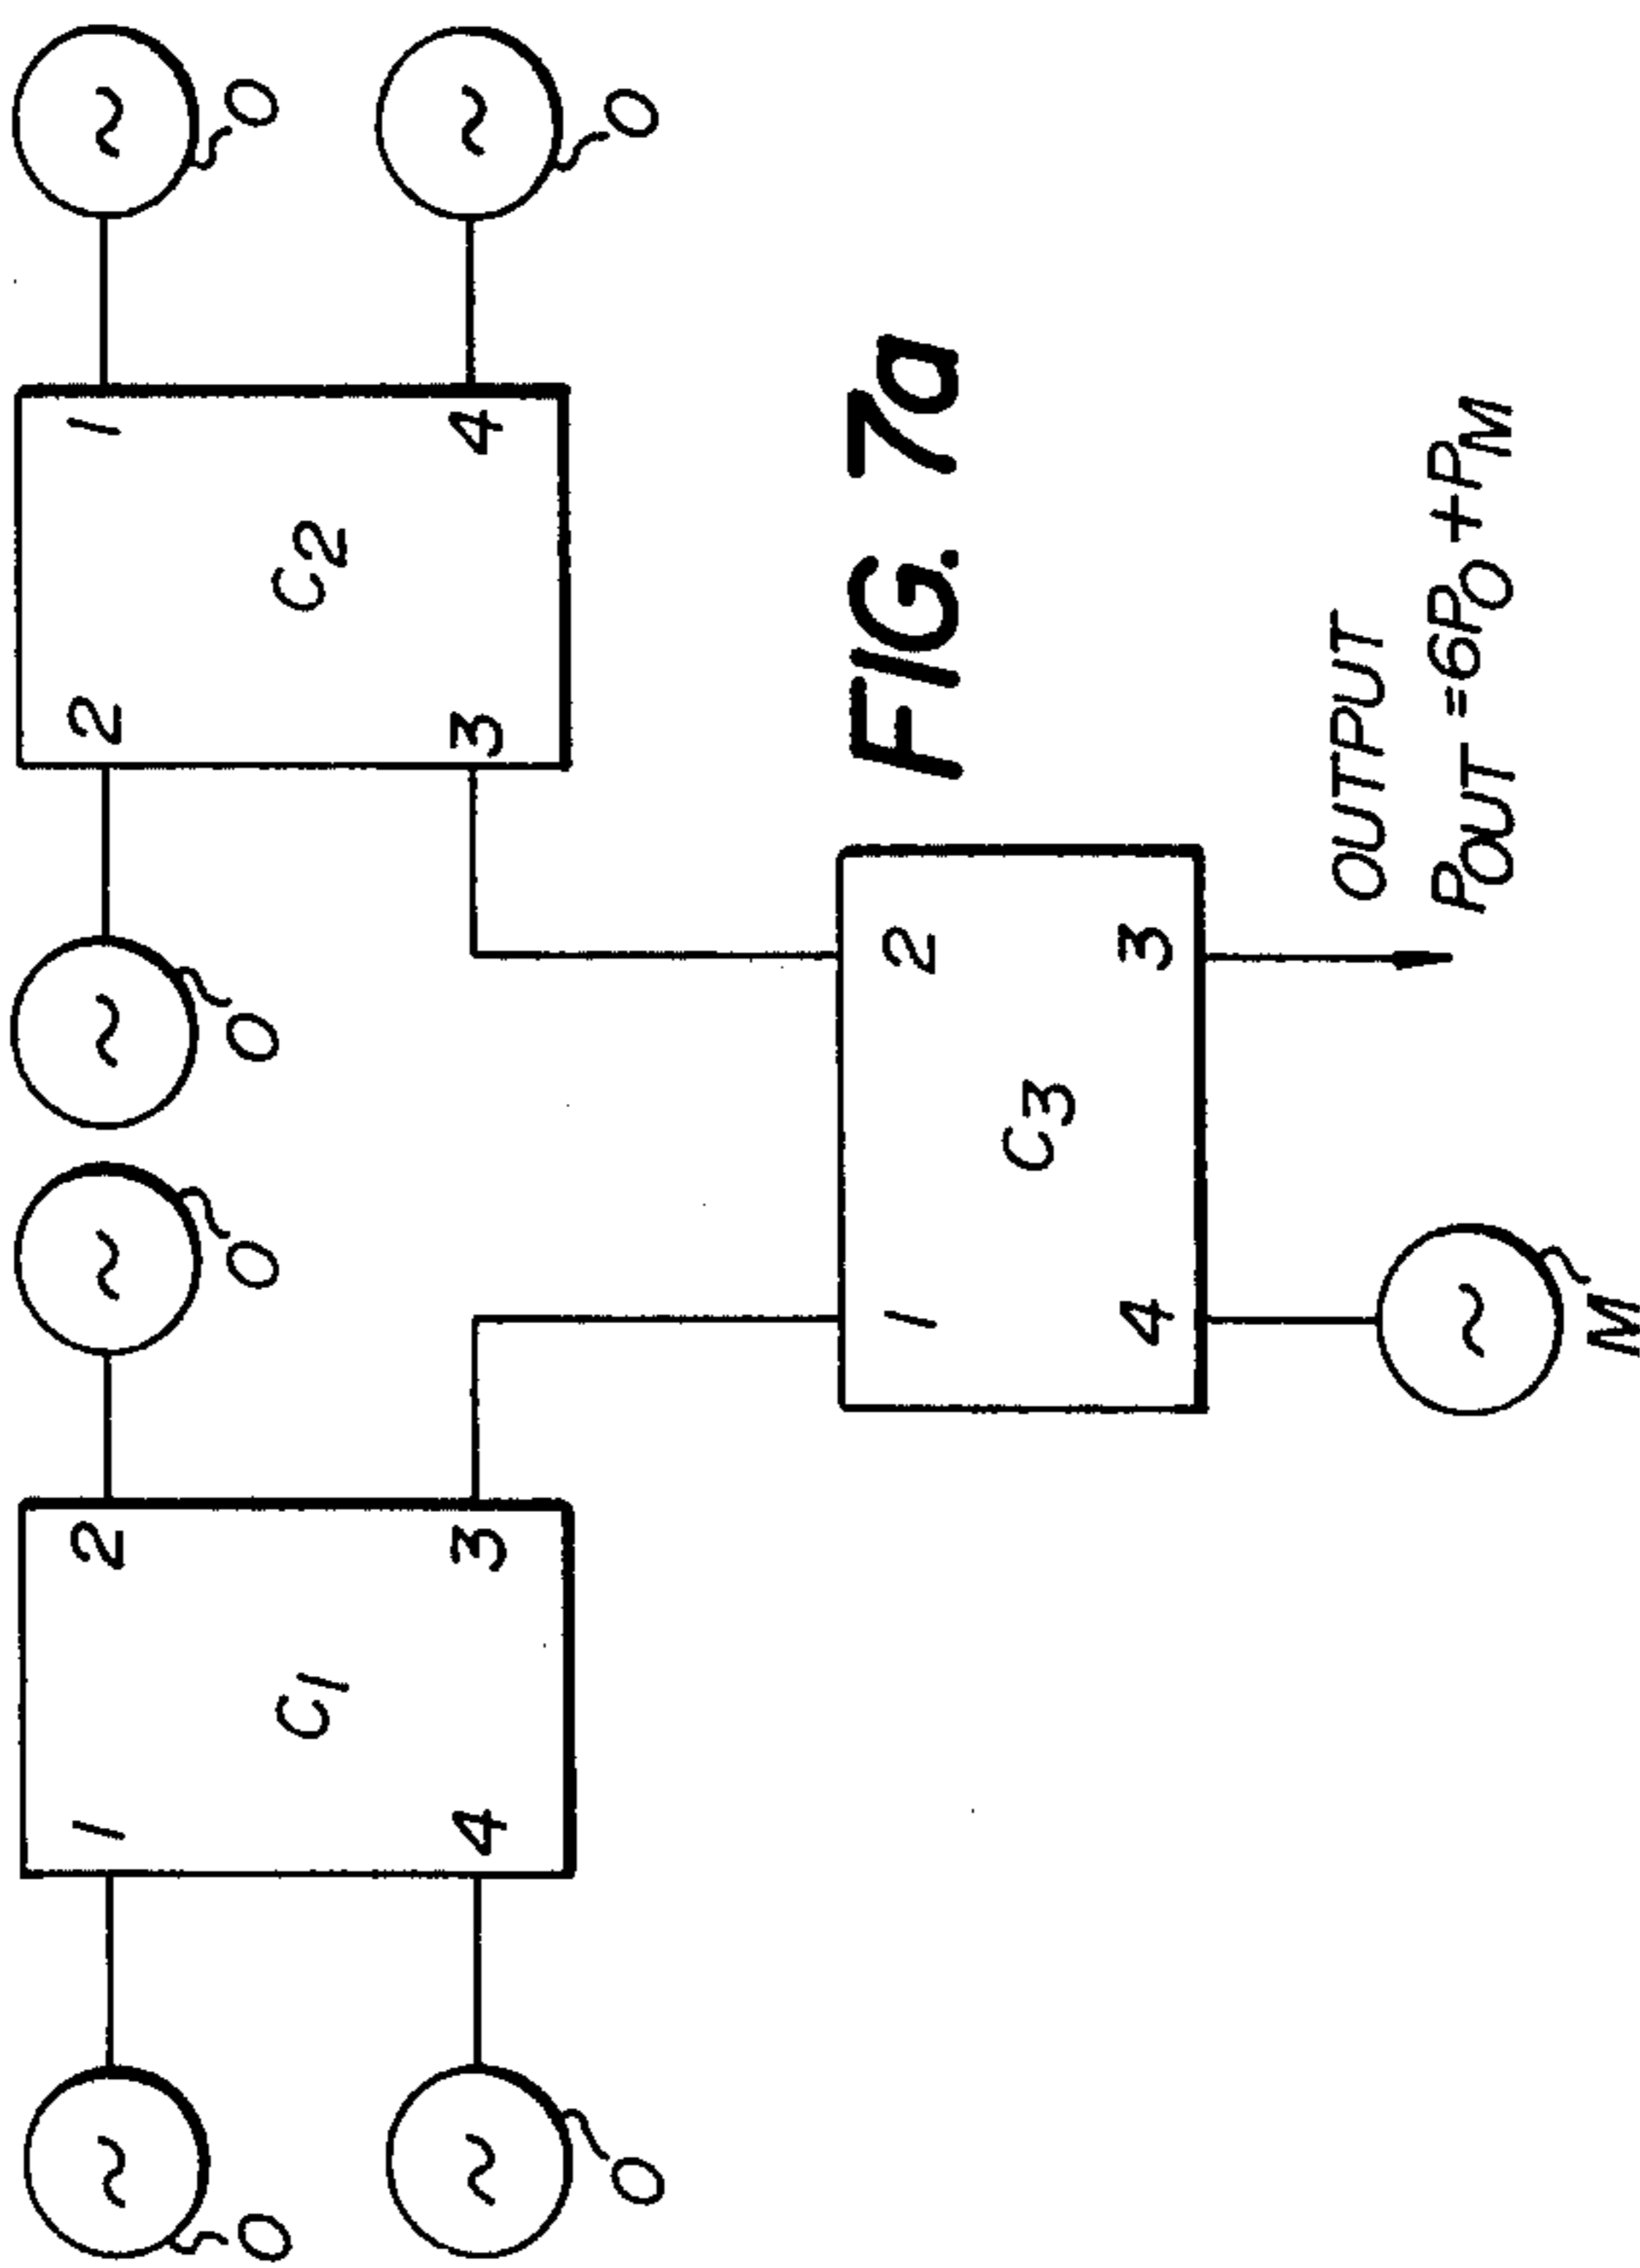 1 2 2 1
O O O O
C1 C2
4 3 3 4
O O
1 2
FIG. 7a
C3
4 3
OUTPUT
POUT = 6PO + PM
M